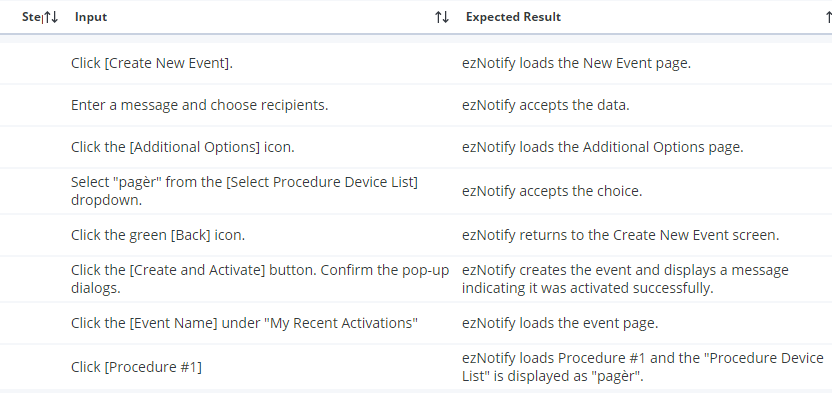 Step Input Expected Result
Click [Create New Event]. ezNotify loads the New Event page.
Enter a message and choose recipients. ezNotify accepts the data.
Click the [Additional Options] icon. ezNotify loads the Additional Options page.
Select "pagèr" from the [Select Procedure Device List]
dropdown.
ezNotify accepts the choice.
Click the green [Back] icon. ezNotify returns to the Create New Event screen.
Click the [Create and Activate] button. Confirm the pop-up
dialogs.
ezNotify creates the event and displays a message
indicating it was activated successfully.
Click the [Event Name] under "My Recent Activations" ezNotify loads the event page.
Click [Procedure #1]
ezNotify loads Procedure #1 and the "Procedure Device
List" is displayed as "pagèr".